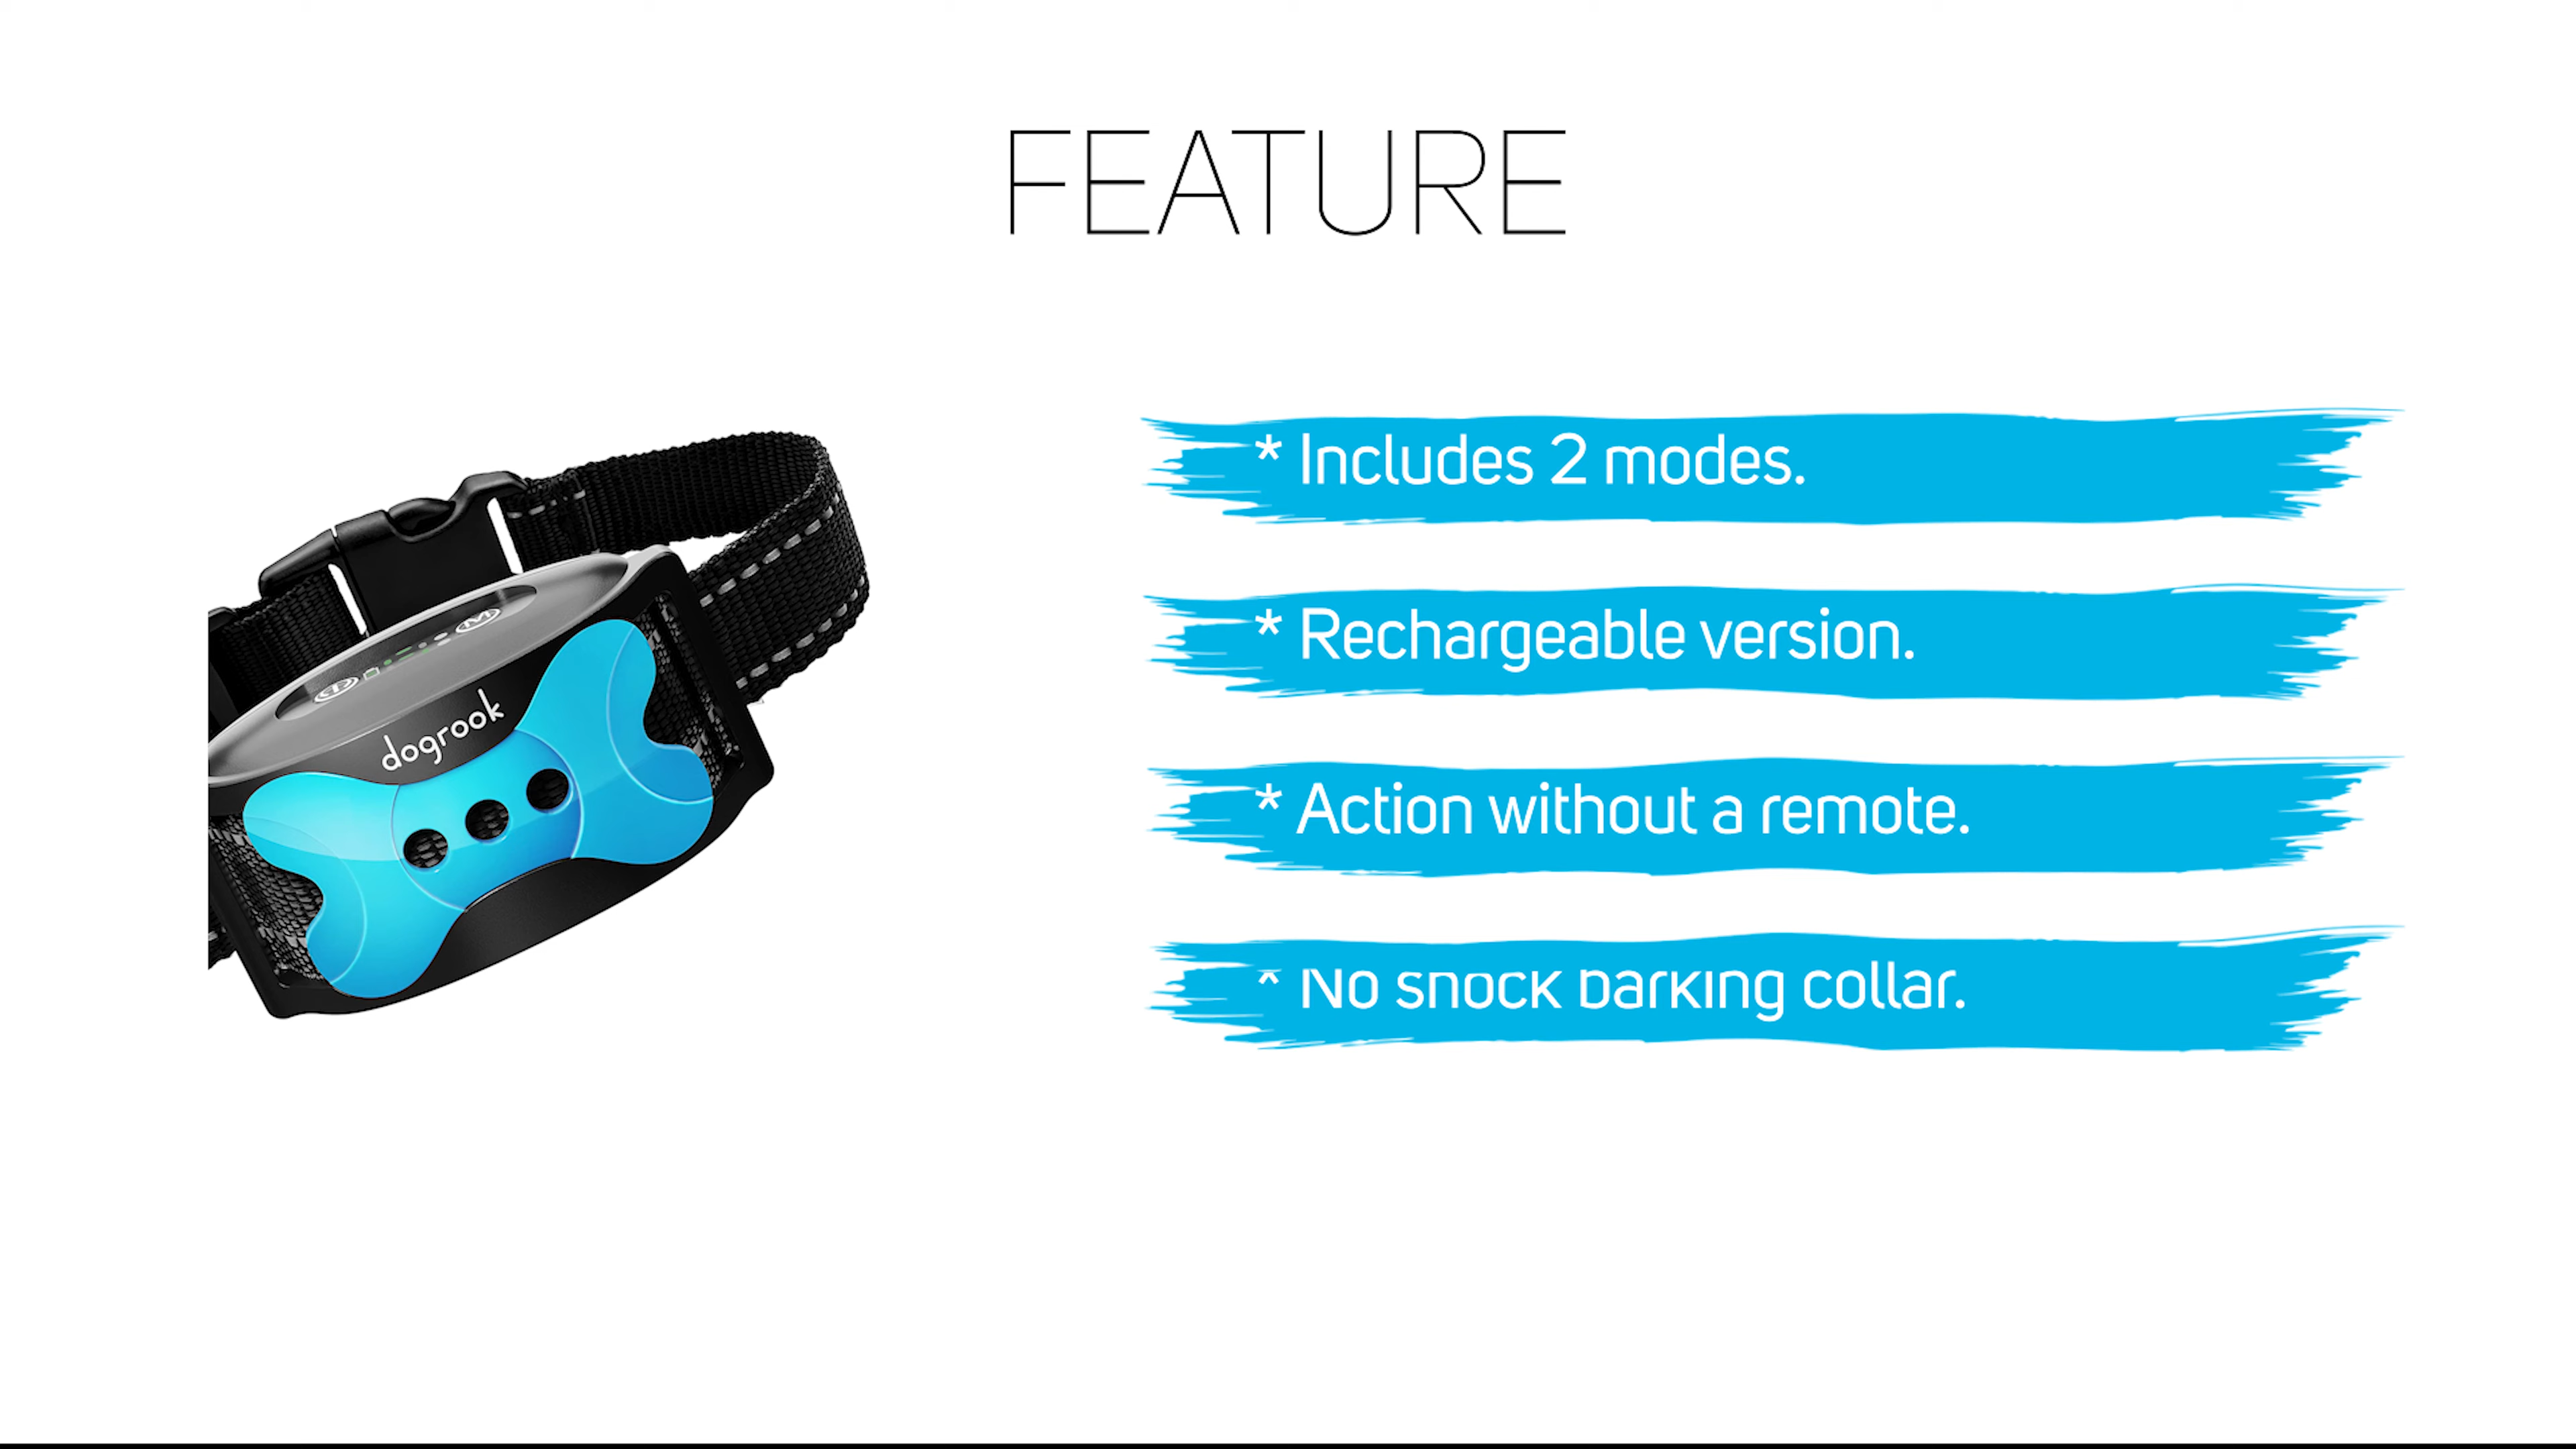 FEATURE
* Includes 2 modes.
* Rechargeable version.
dogrook
* Action without a remote.
* No shock barking collar.